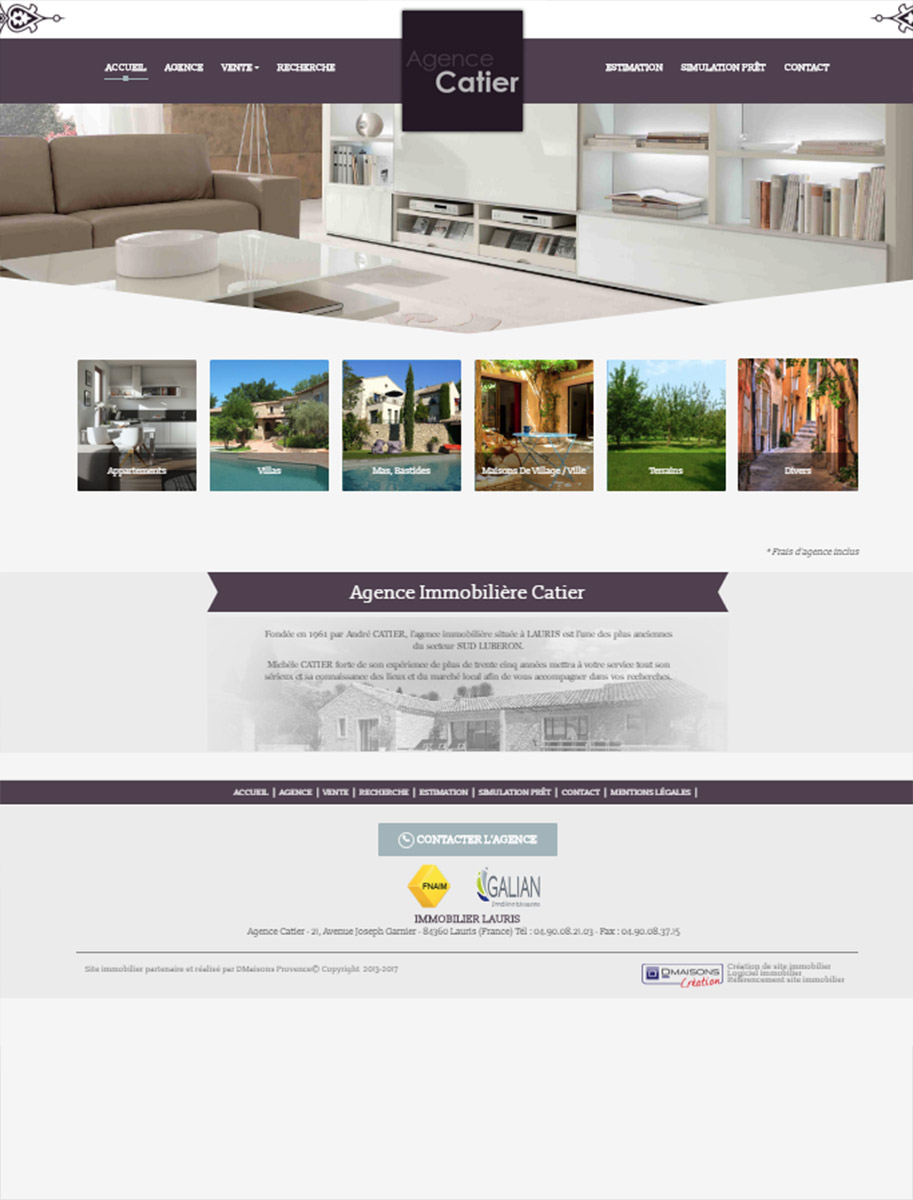 ACCUEIL AGENCE VENTE RECHERCHE
Agence
Catier
ESTIMATION SIMULATION PRÊT CONTACT
Appartements Villas Mas, Bastides Maisons De Village / Ville Terrains Divers
* Frais d'agence inclus
Agence Immobilière Catier
Fondée en 1961 par André CATIER, l'agence immobilière située à LAURIS est l'une des plus anciennes
du secteur SUD LUBERON.
Michèle CATIER forte de son expérience de plus de trente cinq années mettra à votre service tout son
sérieux et sa connaissance des lieux et du marché local afin de vous accompagner dans vos recherches.
ACCUEIL | AGENCE | VENTE | RECHERCHE | ESTIMATION | SIMULATION PRÊT | CONTACT | MENTIONS LÉGALES |
CONTACTER L'AGENCE
FNAIM
GALIAN
IMMOBILIER LAURIS
Agence Catier - 21, Avenue Joseph Garnier - 84360 Lauris (France) Tél : 04.90.08.21.03 - Fax : 04.90.08.37.15
Site immobilier partenaire et réalisé par DMaisons Provence© Copyright 2013-2017
DMAISONS
Création
Création de site immobilier
Logiciel immobilier
Référencement site immobilier